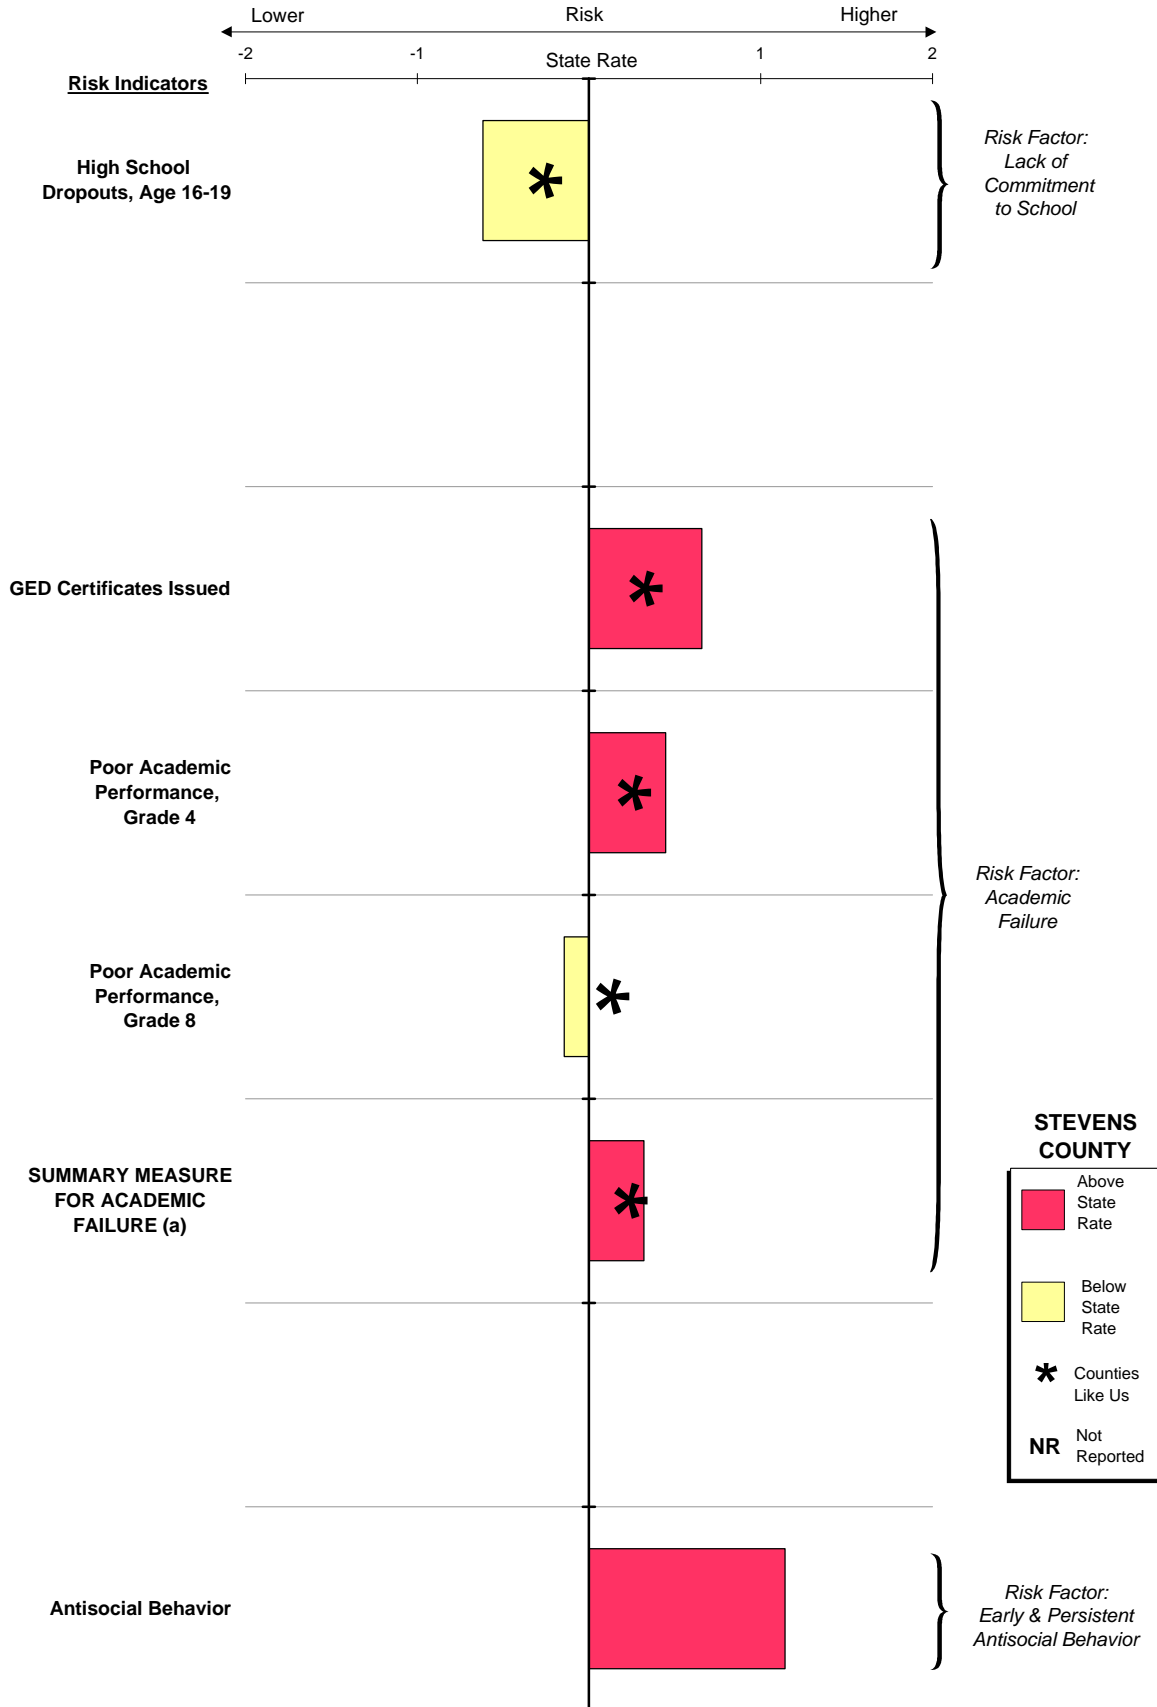 Lower Risk Higher
-2 -1 State Rate 1 2
Risk Indicators
High School
Dropouts, Age 16-19
*
Risk Factor:
Lack of
Commitment
to School
GED Certificates Issued
*
Poor Academic
Performance,
Grade 4
*
Risk Factor:
Academic
Failure
Poor Academic
Performance,
Grade 8
*
SUMMARY MEASURE
FOR ACADEMIC
FAILURE (a)
*
STEVENS
COUNTY
Above
State
Rate
Below
State
Rate
* Counties
Like Us
NR Not
Reported
Antisocial Behavior
Risk Factor:
Early & Persistent
Antisocial Behavior